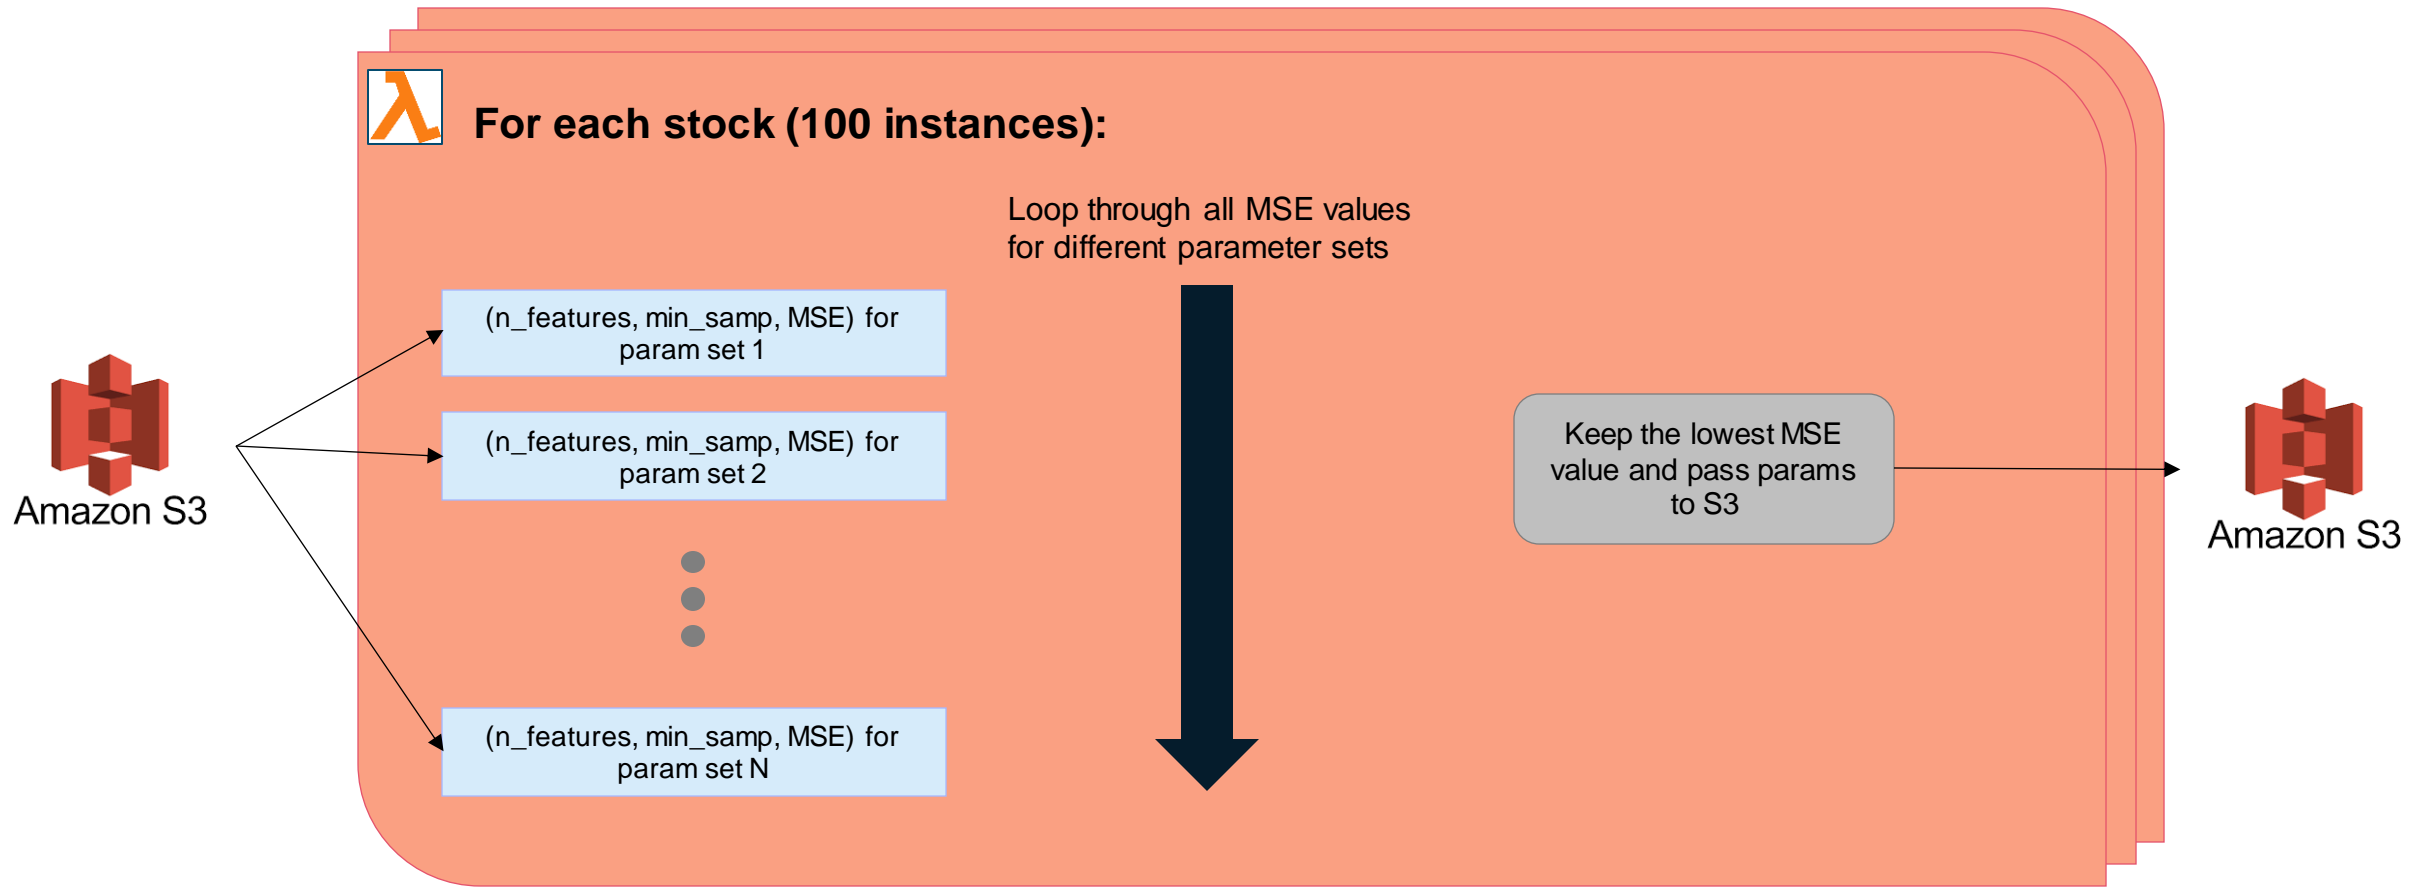 For each stock (100 instances):
Loop through all MSE values
for different parameter sets
(n_features, min_samp, MSE) for
param set 1
(n_features, min_samp, MSE) for
param set 2
(n_features, min_samp, MSE) for
param set N
Keep the lowest MSE
value and pass params
to S3
Amazon S3
Amazon S3